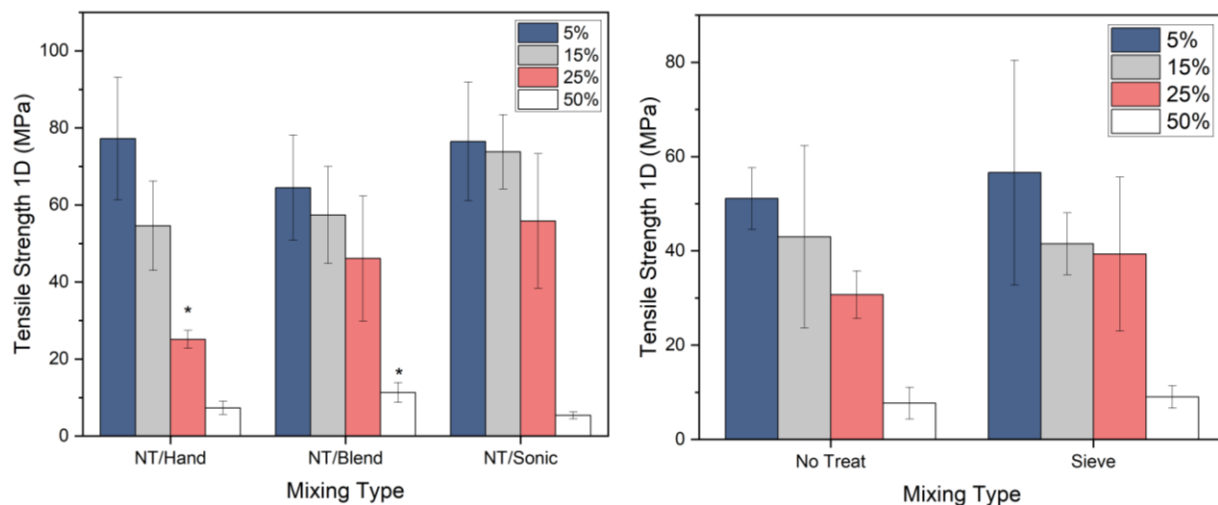 Tensile Strength 1D (MPa)
100
80
60
40
20
0
5%
15%
25%
50%
*
*
NT/Hand
NT/Blend
NT/Sonic
Mixing Type
Tensile Strength 1D (MPa)
80
60
40
20
0
5%
15%
25%
50%
No Treat
Sieve
Mixing Type